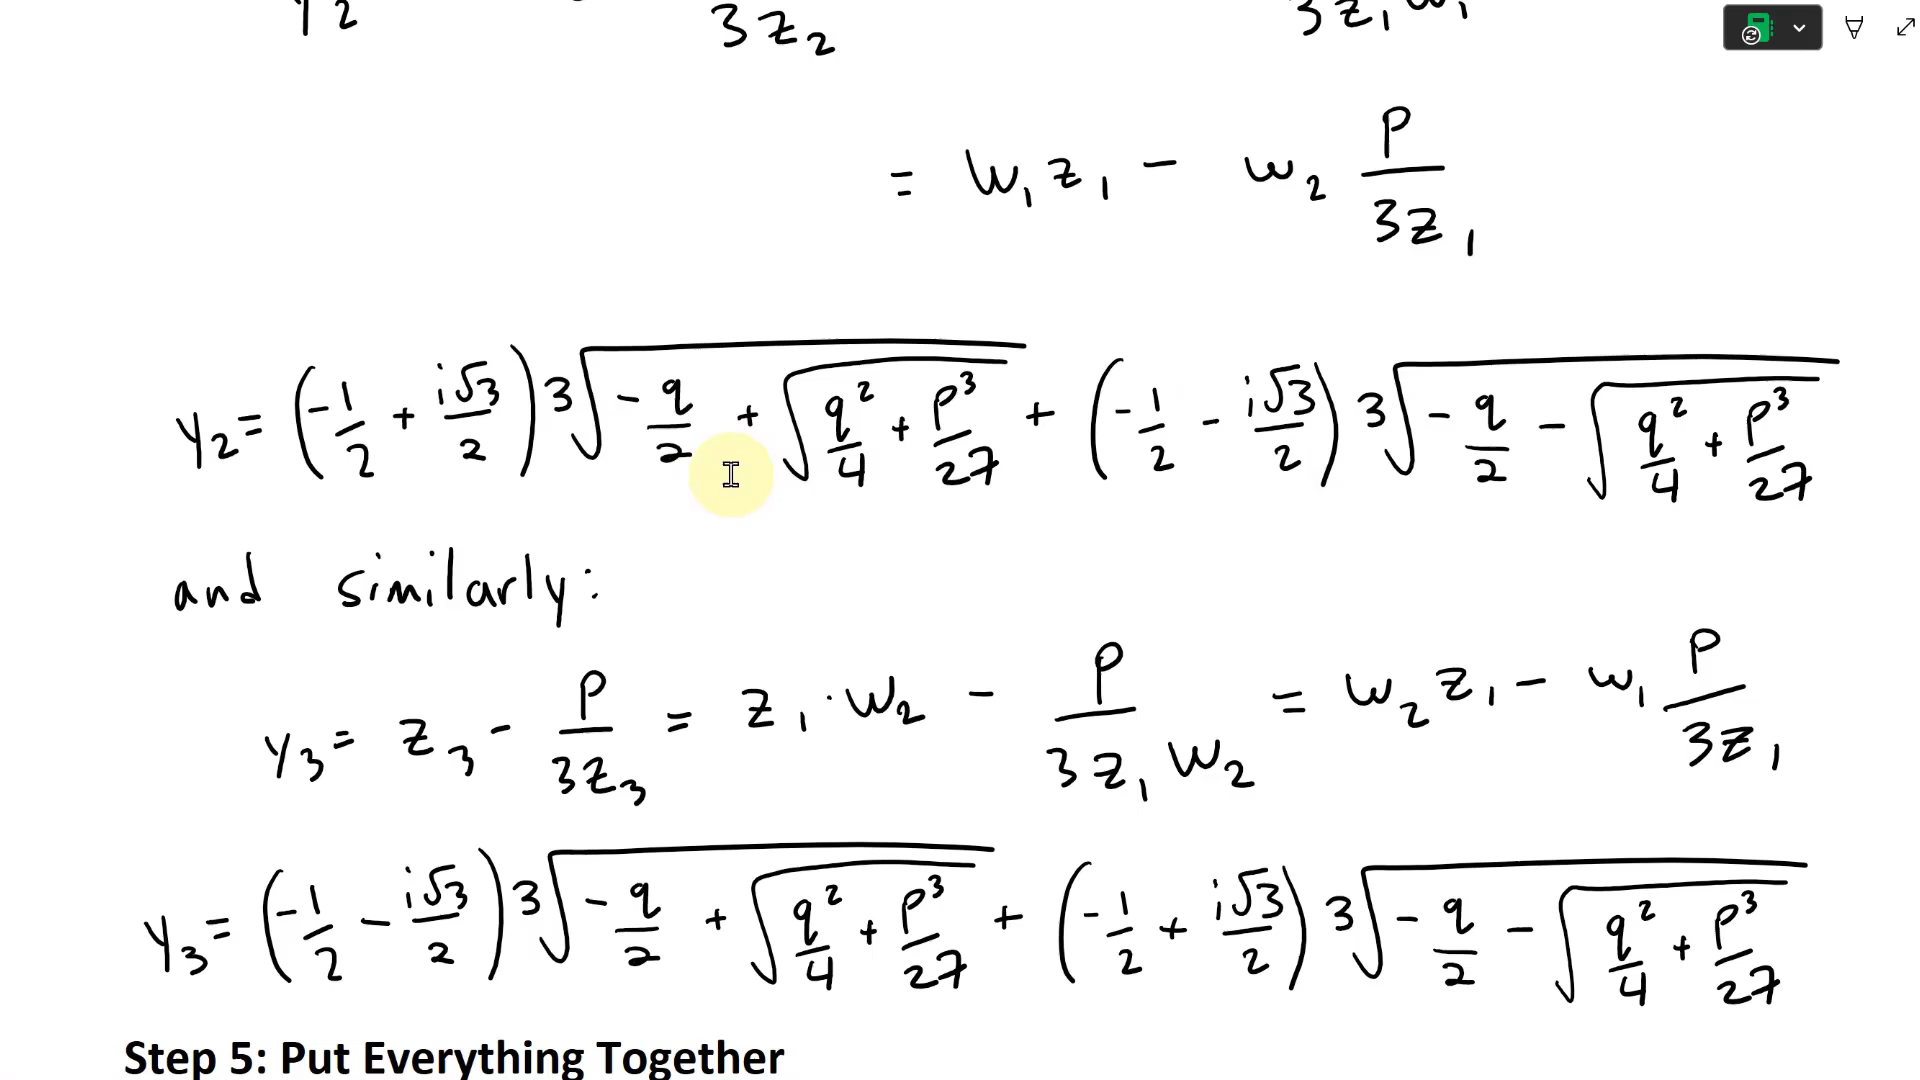 y₂ 3z₂ 3z₁w₁
= w₁z₁ - w₂ p/(3z₁)
y₂ = (-1/2 + i√3/2) ∛(-q/2 + √(q²/4 + p³/27)) + (-1/2 - i√3/2) ∛(-q/2 - √(q²/4 + p³/27))
and similarly:
y₃ = z₃ - p/(3z₃) = z₁·w₂ - p/(3z₁w₂) = w₂z₁ - w₁ p/(3z₁)
y₃ = (-1/2 - i√3/2) ∛(-q/2 + √(q²/4 + p³/27)) + (-1/2 + i√3/2) ∛(-q/2 - √(q²/4 + p³/27))
Step 5: Put Everything Together